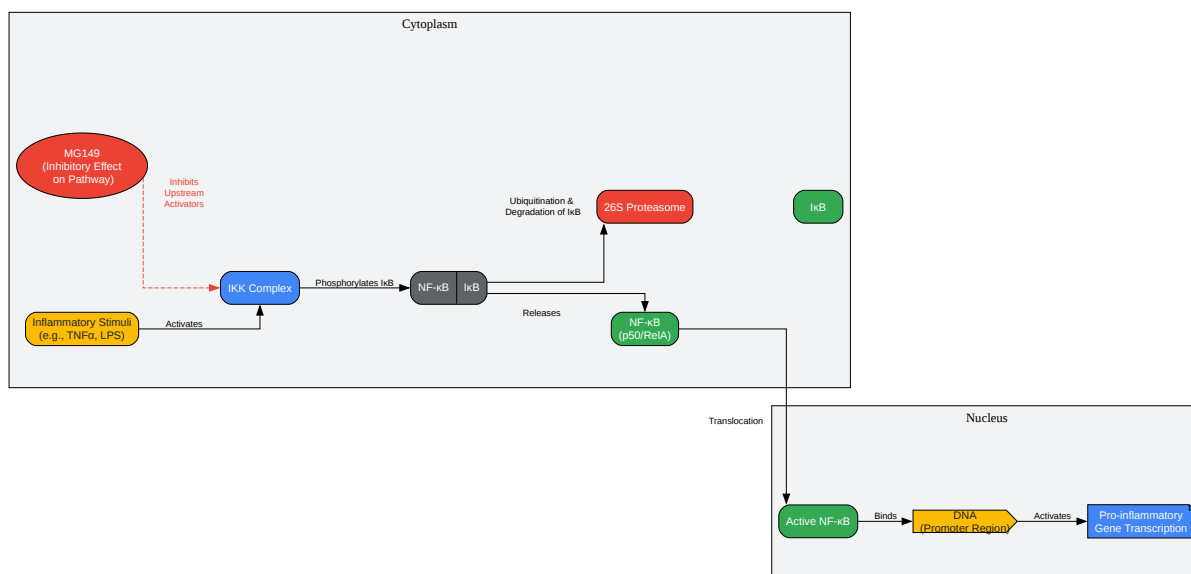 Cytoplasm
MG149
(Inhibitory Effect
on Pathway)
Inhibits
Upstream
Activators
Ubiquitination &
Degradation of IκB
26S Proteasome
IκB
IKK Complex
Phosphorylates IκB
NF-κB
IκB
Releases
Inflammatory Stimuli
(e.g., TNFα, LPS)
Activates
NF-κB
(p50/RelA)
Translocation
Nucleus
Active NF-κB
Binds
DNA
(Promoter Region)
Activates
Pro-inflammatory
Gene Transcription